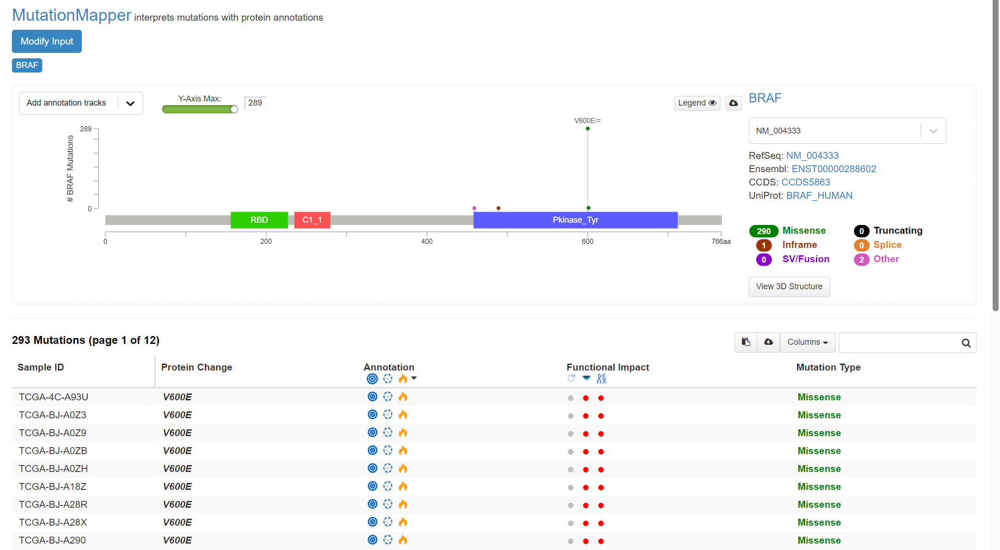 MutationMapper interprets mutations with protein annotations
Modify Input
BRAF
Add annotation tracks
Y-Axis Max:
289
Legend
BRAF
V600E/=
289
# BRAF Mutations
0
RBD
C1_1
Pkinase_Tyr
0 200 400 600 766aa
NM_004333
RefSeq: NM_004333
Ensembl: ENST00000288602
CCDS: CCDS5863
UniProt: BRAF_HUMAN
290 Missense 0 Truncating
1 Inframe 0 Splice
0 SV/Fusion 2 Other
View 3D Structure
293 Mutations (page 1 of 12)
Columns
Sample ID Protein Change Annotation Functional Impact Mutation Type
MA
TCGA-4C-A93U V600E Missense
TCGA-BJ-A0Z3 V600E Missense
TCGA-BJ-A0Z9 V600E Missense
TCGA-BJ-A0ZB V600E Missense
TCGA-BJ-A0ZH V600E Missense
TCGA-BJ-A18Z V600E Missense
TCGA-BJ-A28R V600E Missense
TCGA-BJ-A28X V600E Missense
TCGA-BJ-A290 V600E Missense